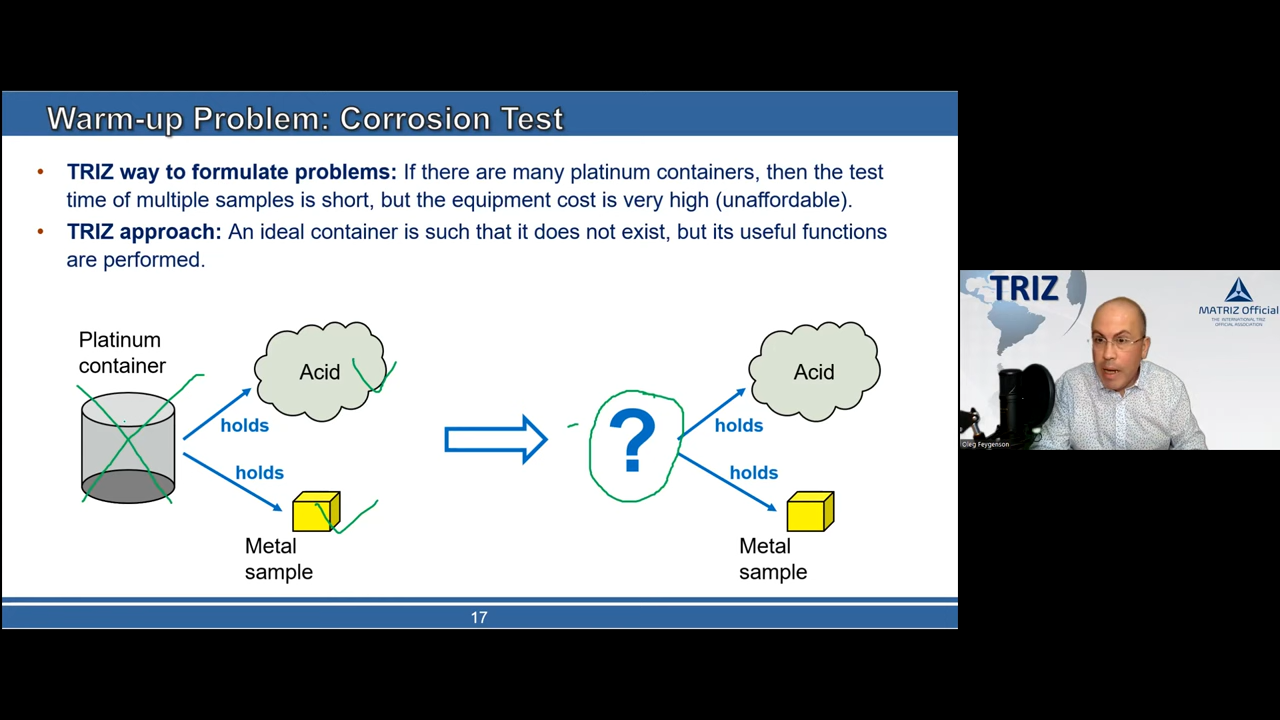 Warm-up Problem: Corrosion Test
• TRIZ way to formulate problems: If there are many platinum containers, then the test
time of multiple samples is short, but the equipment cost is very high (unaffordable).
• TRIZ approach: An ideal container is such that it does not exist, but its useful functions
are performed.
Platinum
container
Acid
holds
holds
Metal
sample
?
Acid
holds
holds
Metal
sample
17
TRIZ
MATRIZ Official
THE INTERNATIONAL TRIZ
OFFICIAL ASSOCIATION
Oleg Feygenson